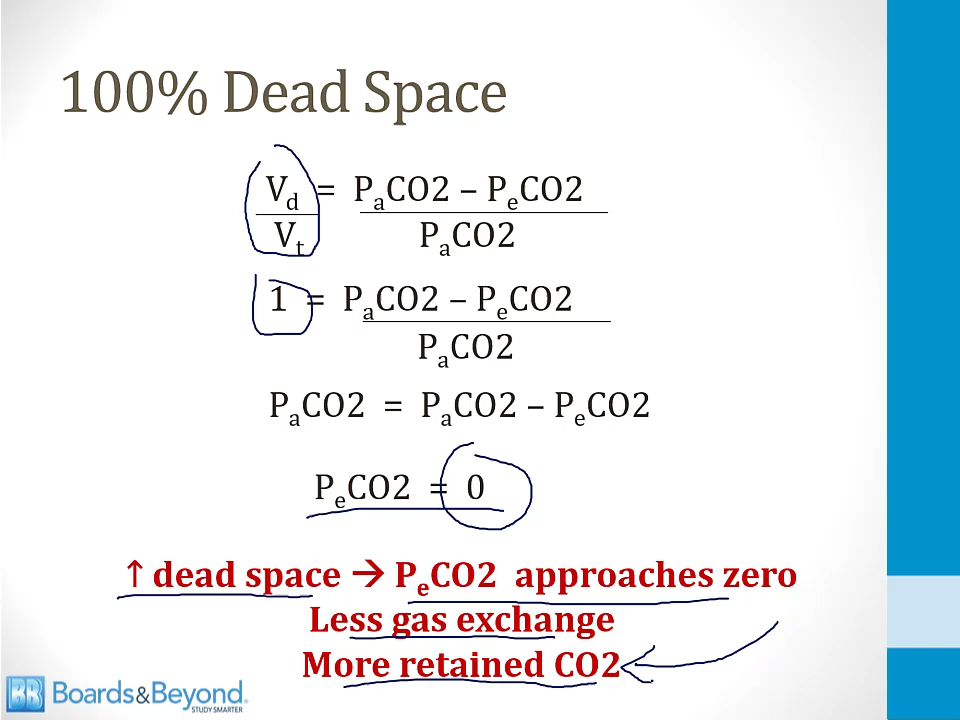 100% Dead Space
Vd = PaCO2 – PeCO2
Vt PaCO2
1 = PaCO2 – PeCO2
PaCO2
PaCO2 = PaCO2 – PeCO2
PeCO2 = 0
↑ dead space → PeCO2 approaches zero
Less gas exchange
More retained CO2
BB Boards&Beyond.
STUDY SMARTER